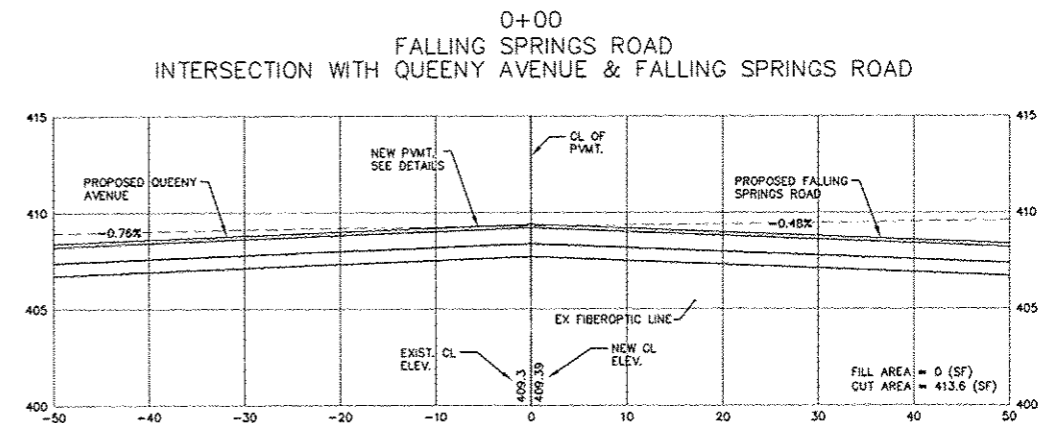 0+00
FALLING SPRINGS ROAD
INTERSECTION WITH QUEENY AVENUE & FALLING SPRINGS ROAD
415
415
CL OF
PVMT.
NEW PVMT.
SEE DETAILS
PROPOSED QUEENY
AVENUE
PROPOSED FALLING
SPRINGS ROAD
410
410
-0.76%
-0.48%
405
405
EX FIBEROPTIC LINE
EXIST. CL
ELEV.
409.3
409.39
NEW CL
ELEV.
FILL AREA = 0 (SF)
CUT AREA = 413.6 (SF)
400
400
-50
-40
-30
-20
-10
0
10
20
30
40
50